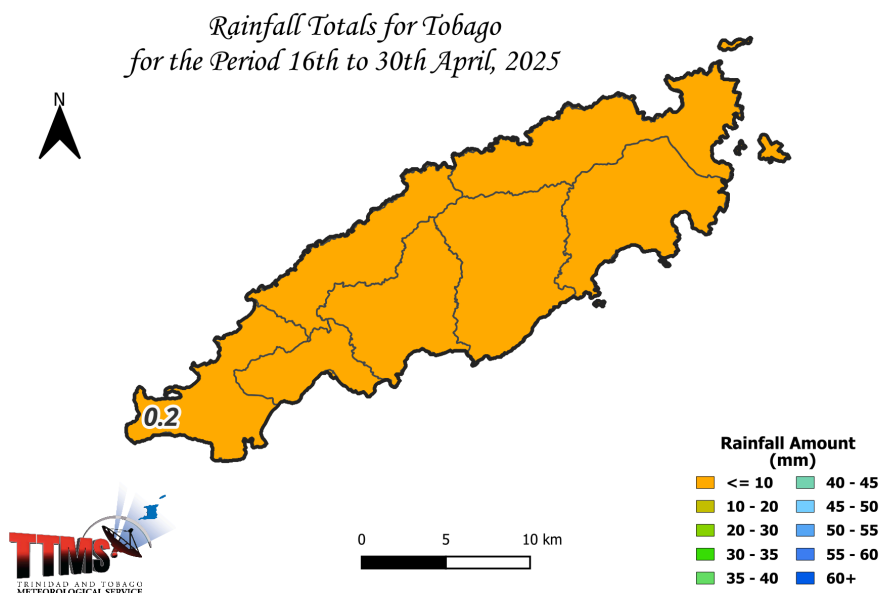 Rainfall Totals for Tobago
for the Period 16th to 30th April, 2025
N
0.2
Rainfall Amount
(mm)
<= 10
10 - 20
20 - 30
30 - 35
35 - 40
40 - 45
45 - 50
50 - 55
55 - 60
60+
0 5 10 km
TTMS
TRINIDAD AND TOBAGO
METEOROLOGICAL SERVICE